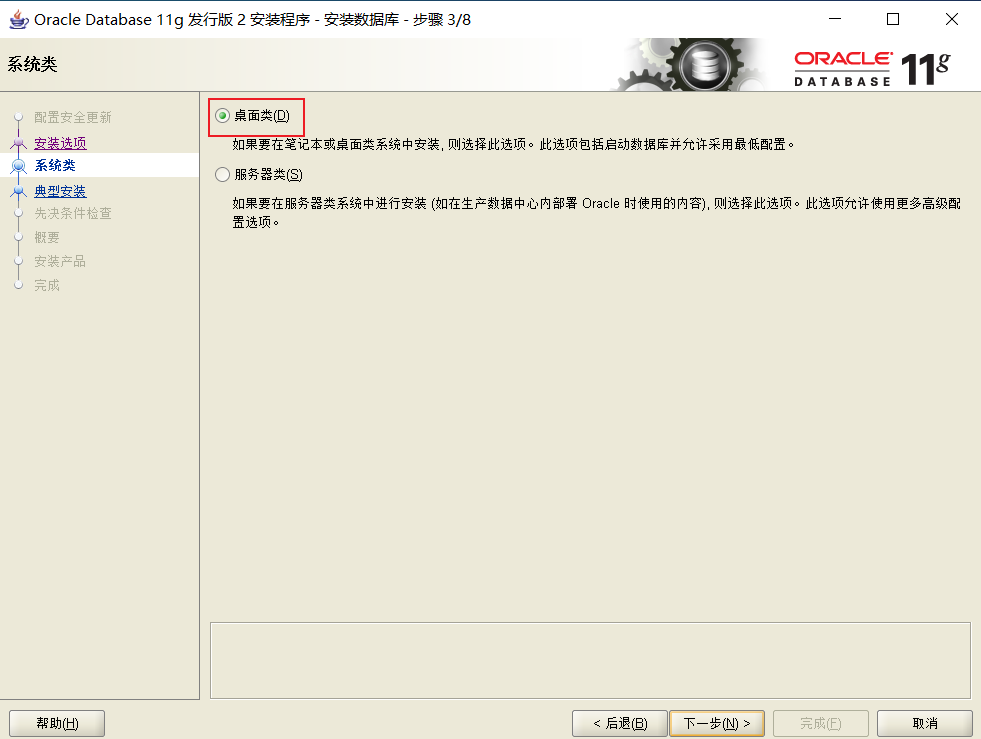 Oracle Database 11g 发行版 2 安装程序 - 安装数据库 - 步骤 3/8
系统类
ORACLE
DATABASE
11g
配置安全更新
安装选项
系统类
典型安装
先决条件检查
概要
安装产品
完成
桌面类(D)
如果要在笔记本或桌面类系统中安装, 则选择此选项。此选项包括启动数据库并允许采用最低配置。
服务器类(S)
如果要在服务器类系统中进行安装 (如在生产数据中心内部署 Oracle 时使用的内容), 则选择此选项。此选项允许使用更多高级配
置选项。
帮助(H)
< 后退(B)
下一步(N) >
完成(F)
取消